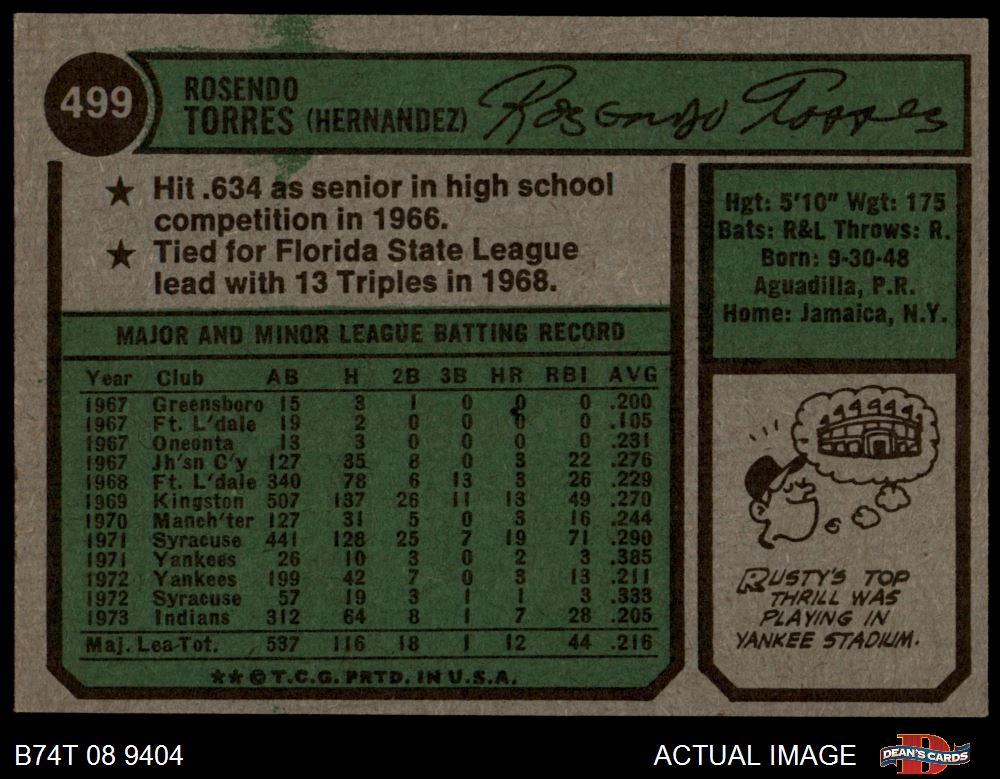 499
ROSENDO
TORRES (HERNANDEZ)
Rosendo Torres
★ Hit .634 as senior in high school
competition in 1966.
★ Tied for Florida State League
lead with 13 Triples in 1968.
Hgt: 5'10" Wgt: 175
Bats: R&L Throws: R.
Born: 9-30-48
Aguadilla, P.R.
Home: Jamaica, N.Y.
MAJOR AND MINOR LEAGUE BATTING RECORD
Year Club AB H 2B 3B HR RBI AVG
1967 Greensboro 15 3 1 0 0 0 .200
1967 Ft. L'dale 19 2 0 0 0 0 .105
1967 Oneonta 13 3 0 0 0 0 .231
1967 Jh'sn C'y 127 35 8 0 3 22 .276
1968 Ft. L'dale 340 78 6 13 3 26 .229
1969 Kingston 507 137 26 11 13 49 .270
1970 Manch'ter 127 31 5 0 3 16 .244
1971 Syracuse 441 128 25 7 19 71 .290
1971 Yankees 26 10 3 0 2 3 .385
1972 Yankees 199 42 7 0 3 13 .211
1972 Syracuse 57 19 3 1 1 3 .333
1973 Indians 312 64 8 1 7 28 .205
Maj. Lea-Tot. 537 116 18 1 12 44 .216
★★ © T.C.G. PRTD. IN U.S.A.
RUSTY'S TOP
THRILL WAS
PLAYING IN
YANKEE STADIUM.
B74T 08 9404
ACTUAL IMAGE
DEAN'S CARDS